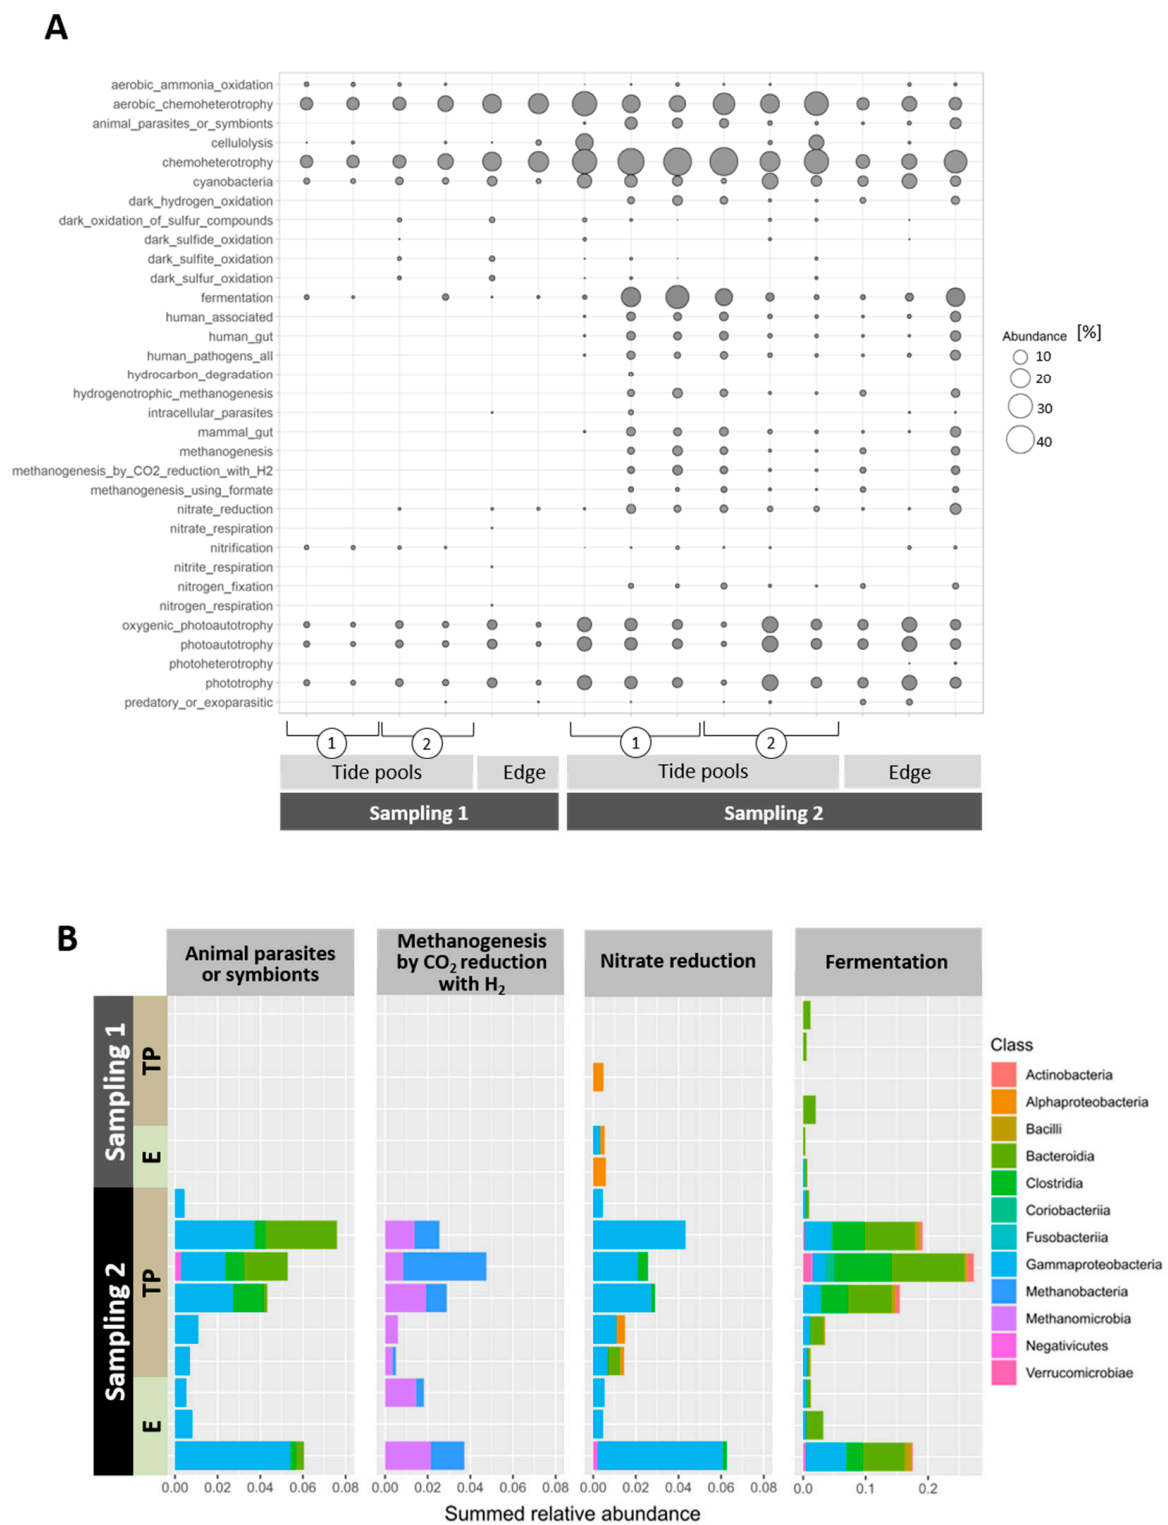 A
aerobic_ammonia_oxidation
aerobic_chemoheterotrophy
animal_parasites_or_symbionts
cellulolysis
chemoheterotrophy
cyanobacteria
dark_hydrogen_oxidation
dark_oxidation_of_sulfur_compounds
dark_sulfide_oxidation
dark_sulfite_oxidation
dark_sulfur_oxidation
fermentation
human_associated
human_gut
human_pathogens_all
hydrocarbon_degradation
hydrogenotrophic_methanogenesis
intracellular_parasites
mammal_gut
methanogenesis
methanogenesis_by_CO2_reduction_with_H2
methanogenesis_using_formate
nitrate_reduction
nitrate_respiration
nitrification
nitrite_respiration
nitrogen_fixation
nitrogen_respiration
oxygenic_photoautotrophy
photoautotrophy
photoheterotrophy
phototrophy
predatory_or_exoparasitic
Abundance [%]
10
20
30
40
1 2 1 2
Tide pools Edge Tide pools Edge
Sampling 1 Sampling 2
B
Animal parasites
or symbionts
Methanogenesis
by CO2 reduction
with H2
Nitrate reduction
Fermentation
Sampling 1
TP
E
Sampling 2
TP
E
Class
Actinobacteria
Alphaproteobacteria
Bacilli
Bacteroidia
Clostridia
Coriobacteriia
Fusobacteriia
Gammaproteobacteria
Methanobacteria
Methanomicrobia
Negativicutes
Verrucomicrobiae
0.00 0.02 0.04 0.06 0.08 0.00 0.02 0.04 0.06 0.08 0.00 0.02 0.04 0.06 0.08 0.0 0.1 0.2
Summed relative abundance